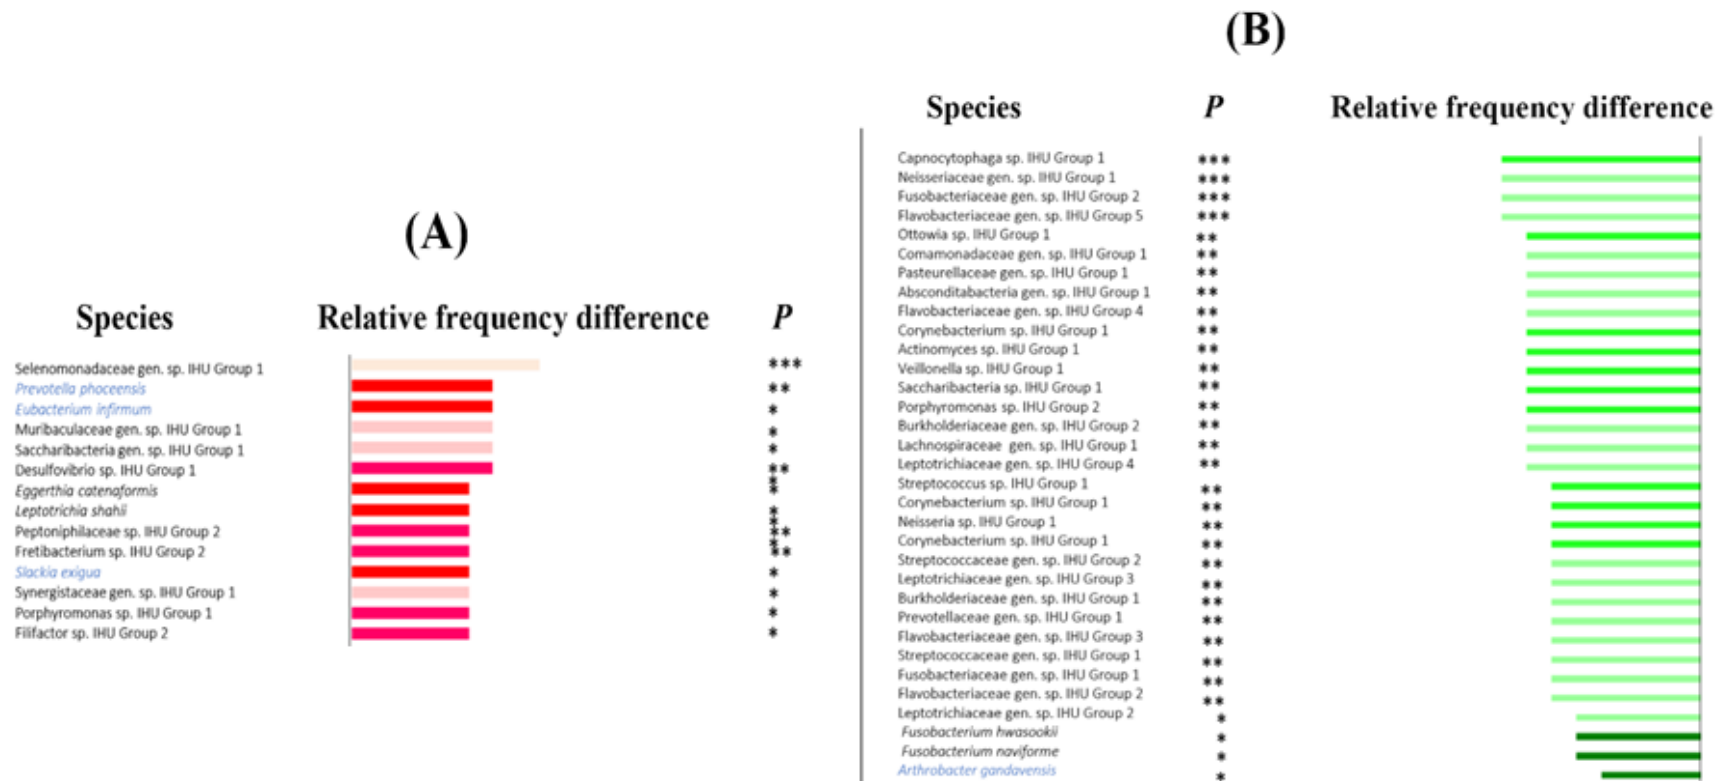 (A)
Species Relative frequency difference P
Selenomonadaceae gen. sp. IHU Group 1 ***
Prevotella phoceensis **
Eubacterium infirmum *
Muribaculaceae gen. sp. IHU Group 1 *
Saccharibacteria gen. sp. IHU Group 1 *
Desulfovibrio sp. IHU Group 1 **
Eggerthia catenaformis *
Leptotrichia shahii *
Peptoniphilaceae sp. IHU Group 2 **
Fretibacterium sp. IHU Group 2 **
Slackia exigua *
Synergistaceae gen. sp. IHU Group 1 *
Porphyromonas sp. IHU Group 1 *
Filifactor sp. IHU Group 2 *
(B)
Species P Relative frequency difference
Capnocytophaga sp. IHU Group 1 ***
Neisseriaceae gen. sp. IHU Group 1 ***
Fusobacteriaceae gen. sp. IHU Group 2 ***
Flavobacteriaceae gen. sp. IHU Group 5 ***
Ottowia sp. IHU Group 1 **
Comamonadaceae gen. sp. IHU Group 1 **
Pasteurellaceae gen. sp. IHU Group 1 **
Absconditabacteria gen. sp. IHU Group 1 **
Flavobacteriaceae gen. sp. IHU Group 4 **
Corynebacterium sp. IHU Group 1 **
Actinomyces sp. IHU Group 1 **
Veillonella sp. IHU Group 1 **
Saccharibacteria sp. IHU Group 1 **
Porphyromonas sp. IHU Group 2 **
Burkholderiaceae gen. sp. IHU Group 2 **
Lachnospiraceae gen. sp. IHU Group 1 **
Leptotrichiaceae gen. sp. IHU Group 4 **
Streptococcus sp. IHU Group 1 **
Corynebacterium sp. IHU Group 1 **
Neisseria sp. IHU Group 1 **
Corynebacterium sp. IHU Group 1 **
Streptococcaceae gen. sp. IHU Group 2 **
Leptotrichiaceae gen. sp. IHU Group 3 **
Burkholderiaceae gen. sp. IHU Group 1 **
Prevotellaceae gen. sp. IHU Group 1 **
Flavobacteriaceae gen. sp. IHU Group 3 **
Streptococcaceae gen. sp. IHU Group 1 **
Fusobacteriaceae gen. sp. IHU Group 1 **
Flavobacteriaceae gen. sp. IHU Group 2 **
Leptotrichiaceae gen. sp. IHU Group 2 *
Fusobacterium hwasookii *
Fusobacterium naviforme *
Arthrobacter gandavensis *